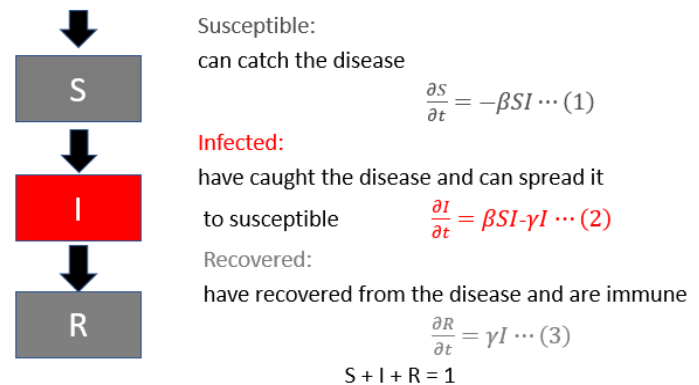 Susceptible:
S
can catch the disease
∂S/∂t = −βSI ⋯ (1)
Infected:
I
have caught the disease and can spread it
to susceptible
∂I/∂t = βSI-γI ⋯ (2)
Recovered:
R
have recovered from the disease and are immune
∂R/∂t = γI ⋯ (3)
S + I + R = 1